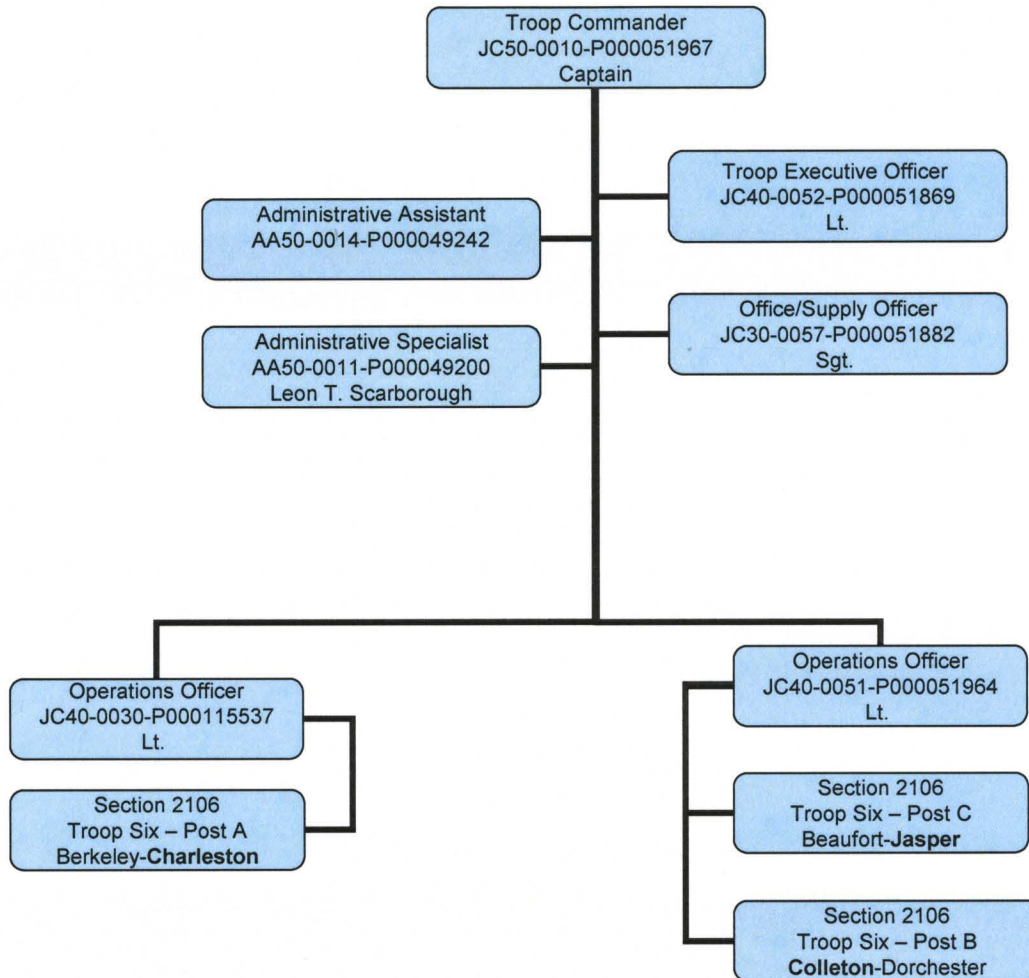 Troop Commander
JC50-0010-P000051967
Captain
Troop Executive Officer
JC40-0052-P000051869
Lt.
Administrative Assistant
AA50-0014-P000049242
Office/Supply Officer
JC30-0057-P000051882
Sgt.
Administrative Specialist
AA50-0011-P000049200
Leon T. Scarborough
Operations Officer
JC40-0030-P000115537
Lt.
Section 2106
Troop Six – Post A
Berkeley-Charleston
Operations Officer
JC40-0051-P000051964
Lt.
Section 2106
Troop Six – Post C
Beaufort-Jasper
Section 2106
Troop Six – Post B
Colleton-Dorchester